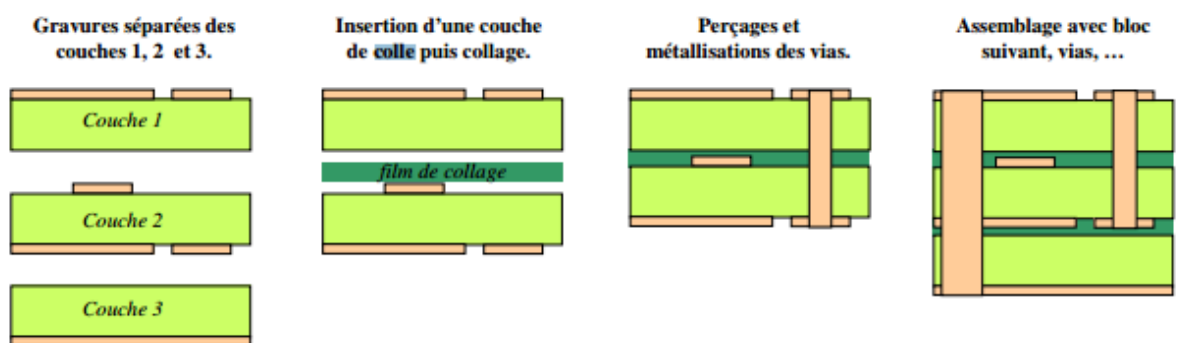 Gravures séparées des
couches 1, 2 et 3.
Insertion d'une couche
de colle puis collage.
Perçages et
métallisations des vias.
Assemblage avec bloc
suivant, vias, …
Couche 1
film de collage
Couche 2
Couche 3